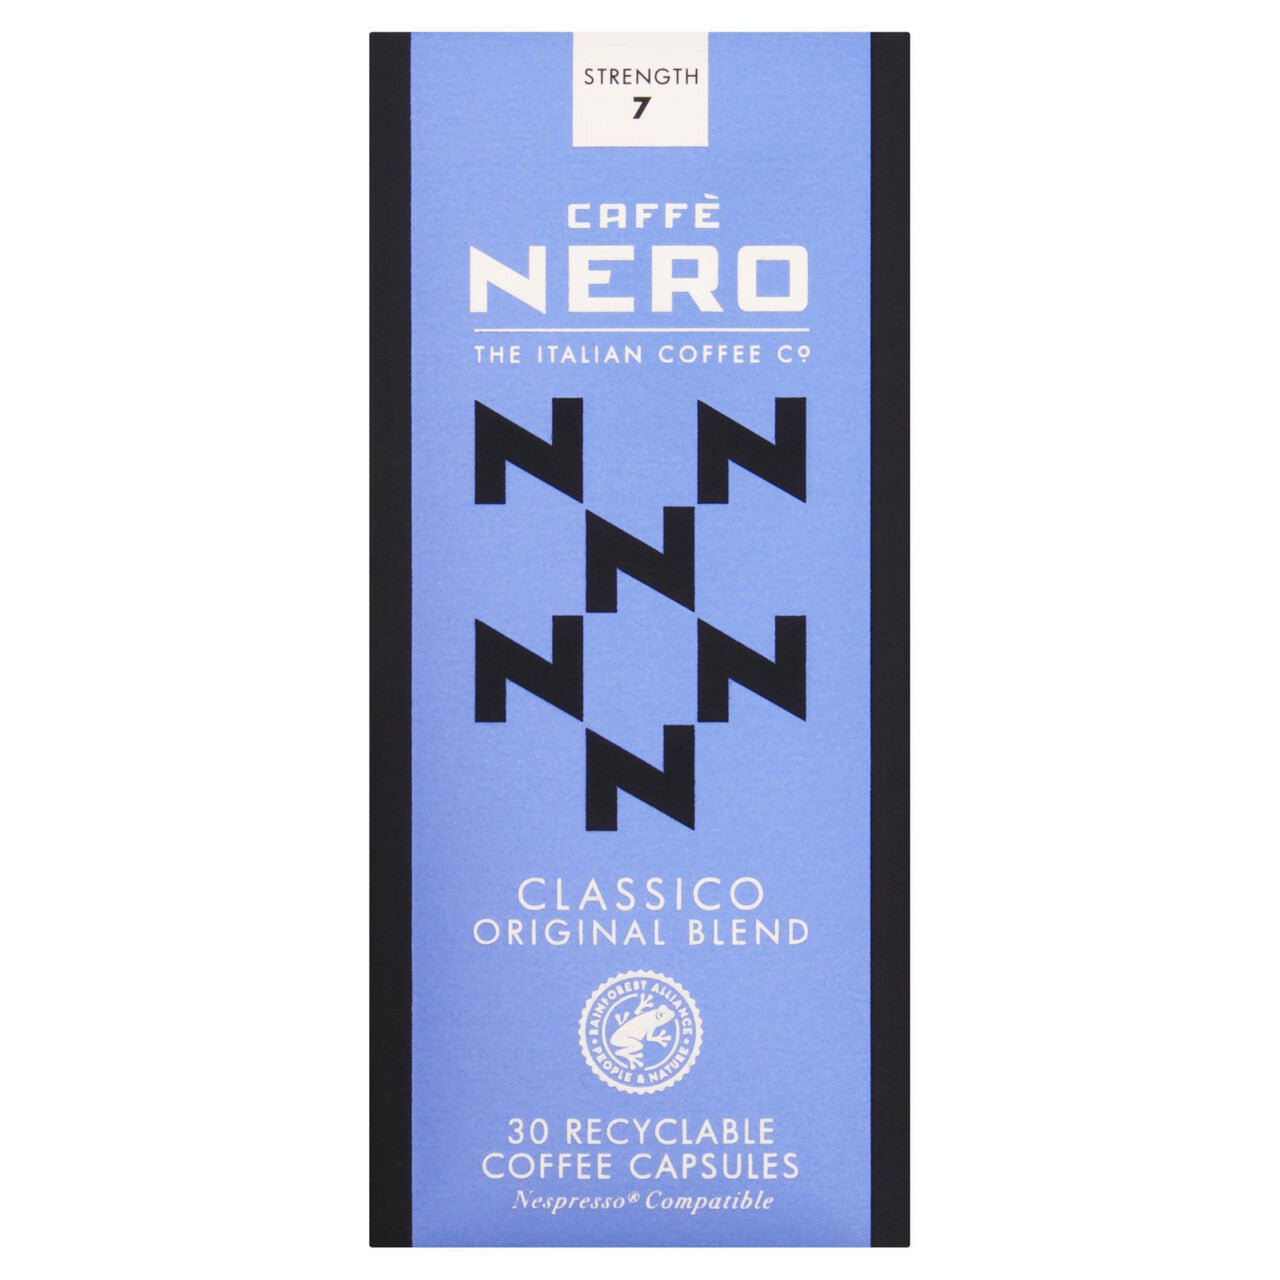 STRENGTH
7
CAFFÈ
NERO
THE ITALIAN COFFEE Cº
N N
N
N N
N
CLASSICO
ORIGINAL BLEND
RAINFOREST ALLIANCE
• PEOPLE & NATURE •
30 RECYCLABLE
COFFEE CAPSULES
Nespresso® Compatible